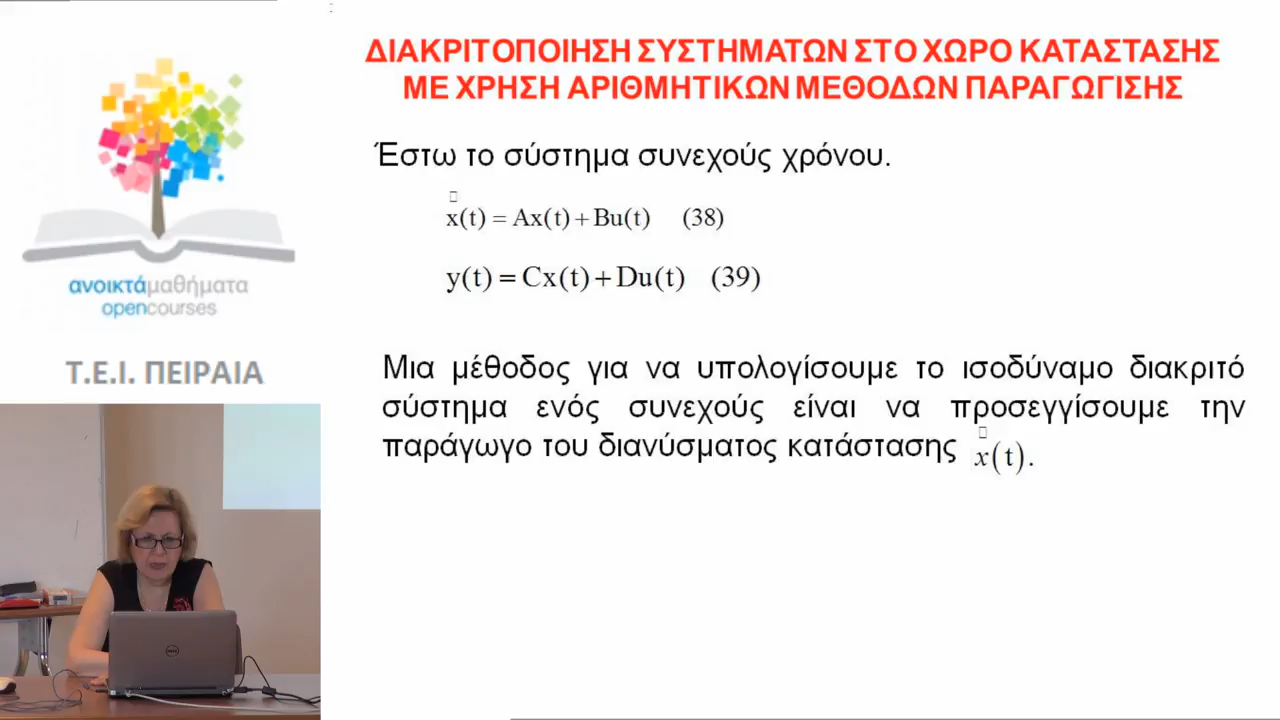 ΔΙΑΚΡΙΤΟΠΟΙΗΣΗ ΣΥΣΤΗΜΑΤΩΝ ΣΤΟ ΧΩΡΟ ΚΑΤΑΣΤΑΣΗΣ
ΜΕ ΧΡΗΣΗ ΑΡΙΘΜΗΤΙΚΩΝ ΜΕΘΟΔΩΝ ΠΑΡΑΓΩΓΙΣΗΣ
Έστω το σύστημα συνεχούς χρόνου.
x(t) = Ax(t) + Bu(t) (38)
y(t) = Cx(t) + Du(t) (39)
Μια μέθοδος για να υπολογίσουμε το ισοδύναμο διακριτό
σύστημα ενός συνεχούς είναι να προσεγγίσουμε την
παράγωγο του διανύσματος κατάστασης x(t).
ανοικτάμαθήματα
opencourses
Τ.Ε.Ι. ΠΕΙΡΑΙΑ
DELL